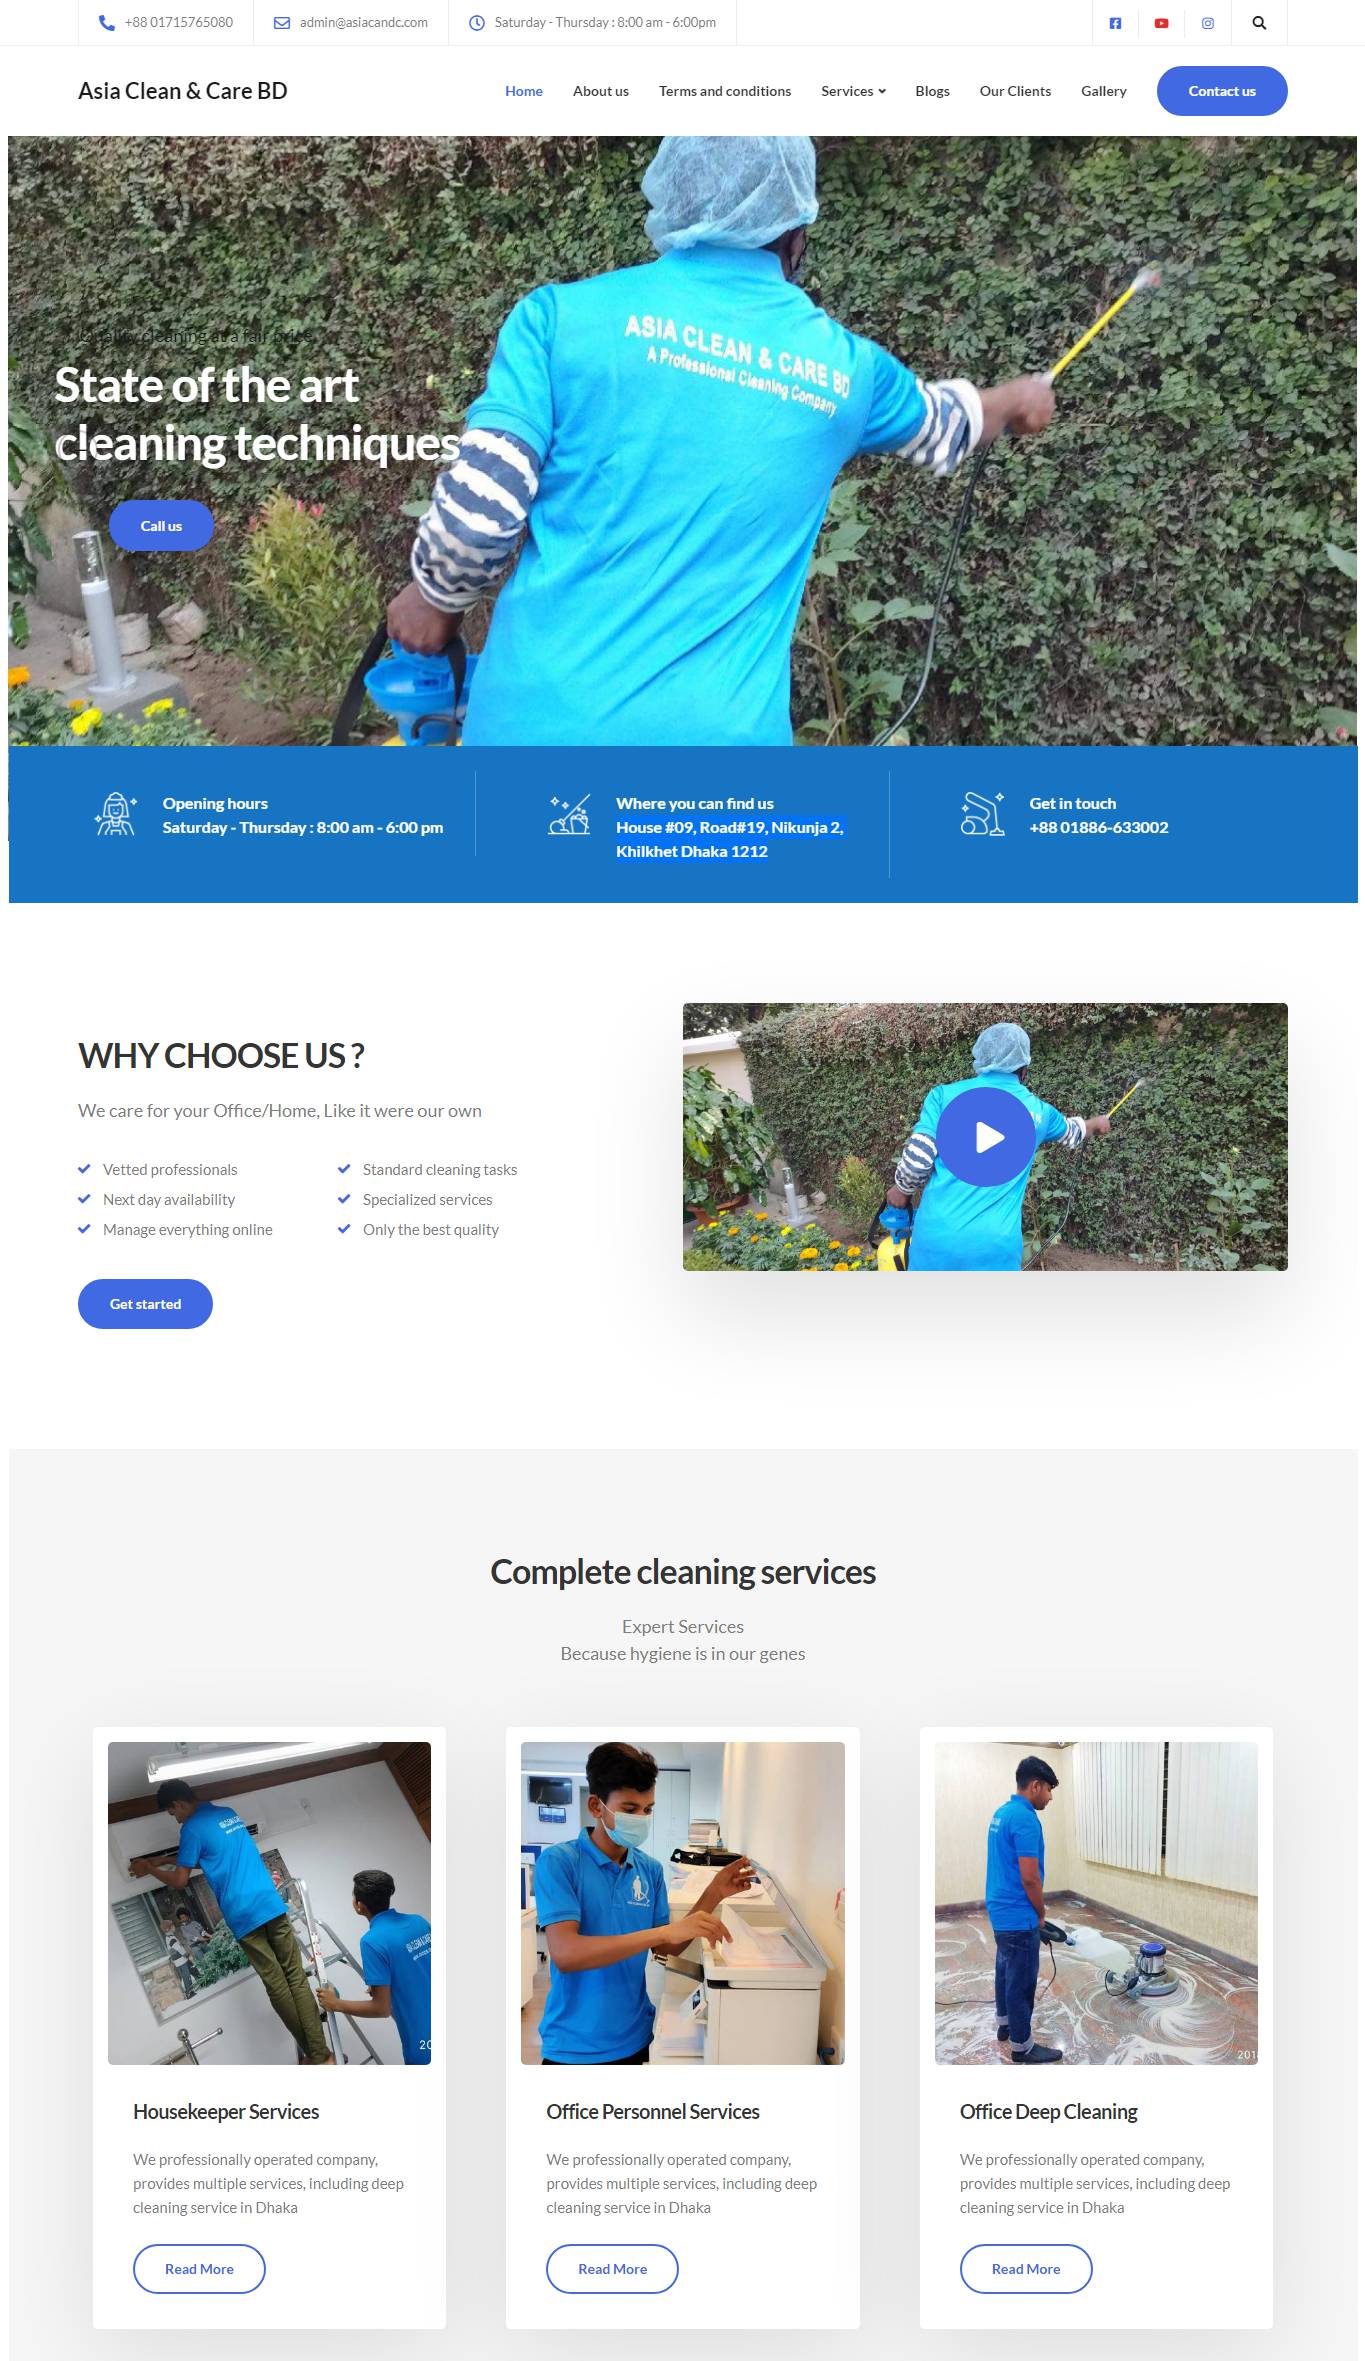 +88 01715765080
admin@asiacandc.com
Saturday - Thursday : 8:00 am - 6:00pm
Asia Clean & Care BD
Home
About us
Terms and conditions
Services
Blogs
Our Clients
Gallery
Contact us
ASIA CLEAN & CARE BD
A Professional Cleaning Company
Quality cleaning at a fair price
State of the art
cleaning techniques
Call us
Opening hours
Saturday - Thursday : 8:00 am - 6:00 pm
Where you can find us
House #09, Road#19, Nikunja 2,
Khilkhet Dhaka 1212
Get in touch
+88 01886-633002
WHY CHOOSE US ?
We care for your Office/Home, Like it were our own
Vetted professionals
Next day availability
Manage everything online
Standard cleaning tasks
Specialized services
Only the best quality
Get started
Complete cleaning services
Expert Services
Because hygiene is in our genes
20
Housekeeper Services
We professionally operated company,
provides multiple services, including deep
cleaning service in Dhaka
Read More
Office Personnel Services
We professionally operated company,
provides multiple services, including deep
cleaning service in Dhaka
Read More
201
Office Deep Cleaning
We professionally operated company,
provides multiple services, including deep
cleaning service in Dhaka
Read More